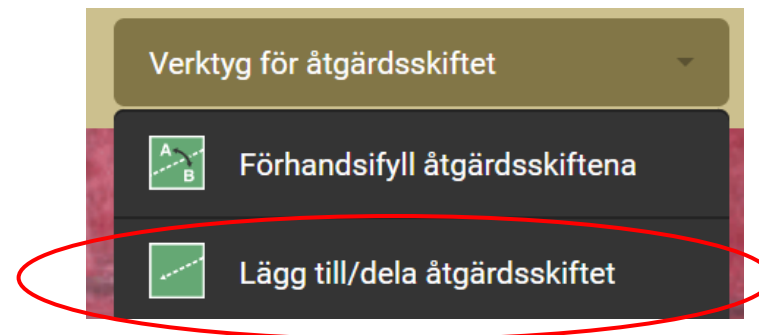 Verktyg för åtgärdsskiftet
A
B
Förhandsifyll åtgärdsskiftena
Lägg till/dela åtgärdsskiftet